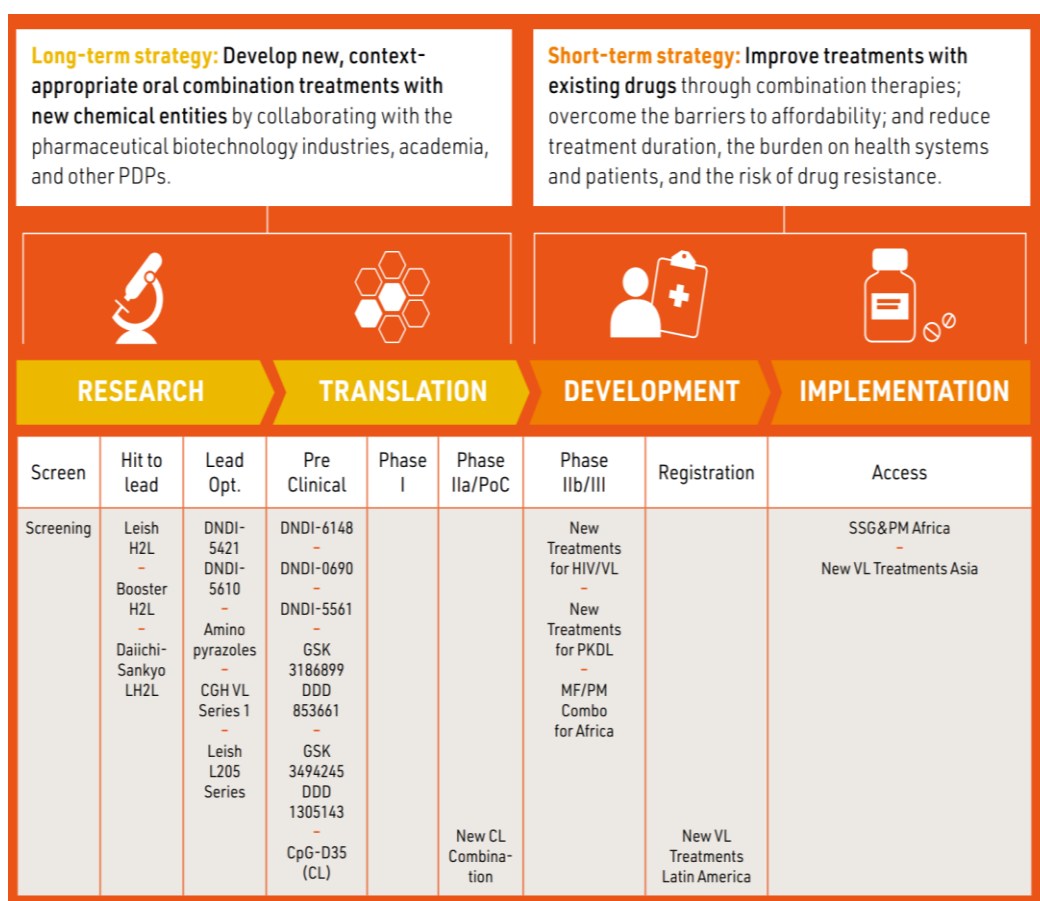 Long-term strategy: Develop new, context-
appropriate oral combination treatments with
new chemical entities by collaborating with the
pharmaceutical biotechnology industries, academia,
and other PDPs.
Short-term strategy: Improve treatments with
existing drugs through combination therapies;
overcome the barriers to affordability; and reduce
treatment duration, the burden on health systems
and patients, and the risk of drug resistance.
RESEARCH
TRANSLATION
DEVELOPMENT
IMPLEMENTATION
Screen
Hit to
lead
Lead
Opt.
Pre
Clinical
Phase
I
Phase
IIa/PoC
Phase
IIb/III
Registration
Access
Screening
Leish
H2L
–
Booster
H2L
–
Daiichi-
Sankyo
LH2L
DNDI-
5421
DNDI-
5610
–
Amino
pyrazoles
–
CGH VL
Series 1
–
Leish
L205
Series
DNDI-6148
–
DNDI-0690
–
DNDI-5561
–
GSK
3186899
DDD
853661
–
GSK
3494245
DDD
1305143
–
CpG-D35
(CL)
New CL
Combina-
tion
New
Treatments
for HIV/VL
–
New
Treatments
for PKDL
–
MF/PM
Combo
for Africa
New VL
Treatments
Latin America
SSG&PM Africa
–
New VL Treatments Asia